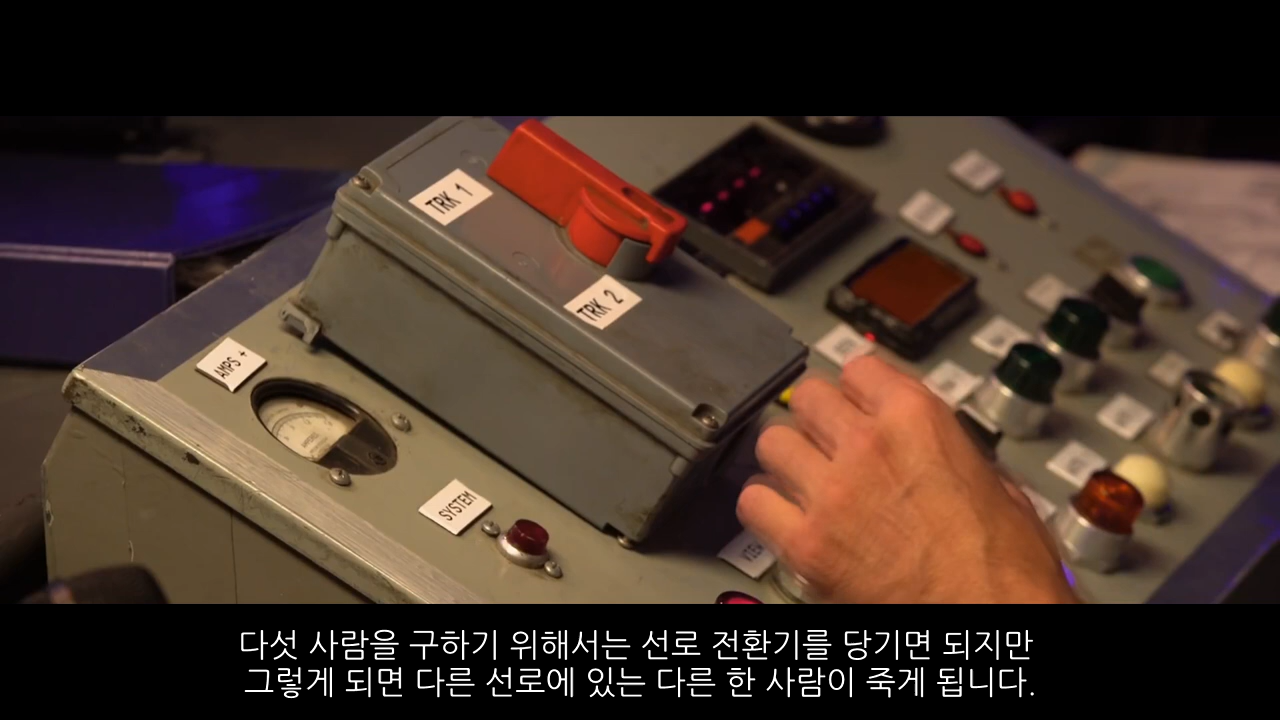 TRK 1
TRK 2
AMPS +
SYSTEM
다섯 사람을 구하기 위해서는 선로 전환기를 당기면 되지만
그렇게 되면 다른 선로에 있는 다른 한 사람이 죽게 됩니다.